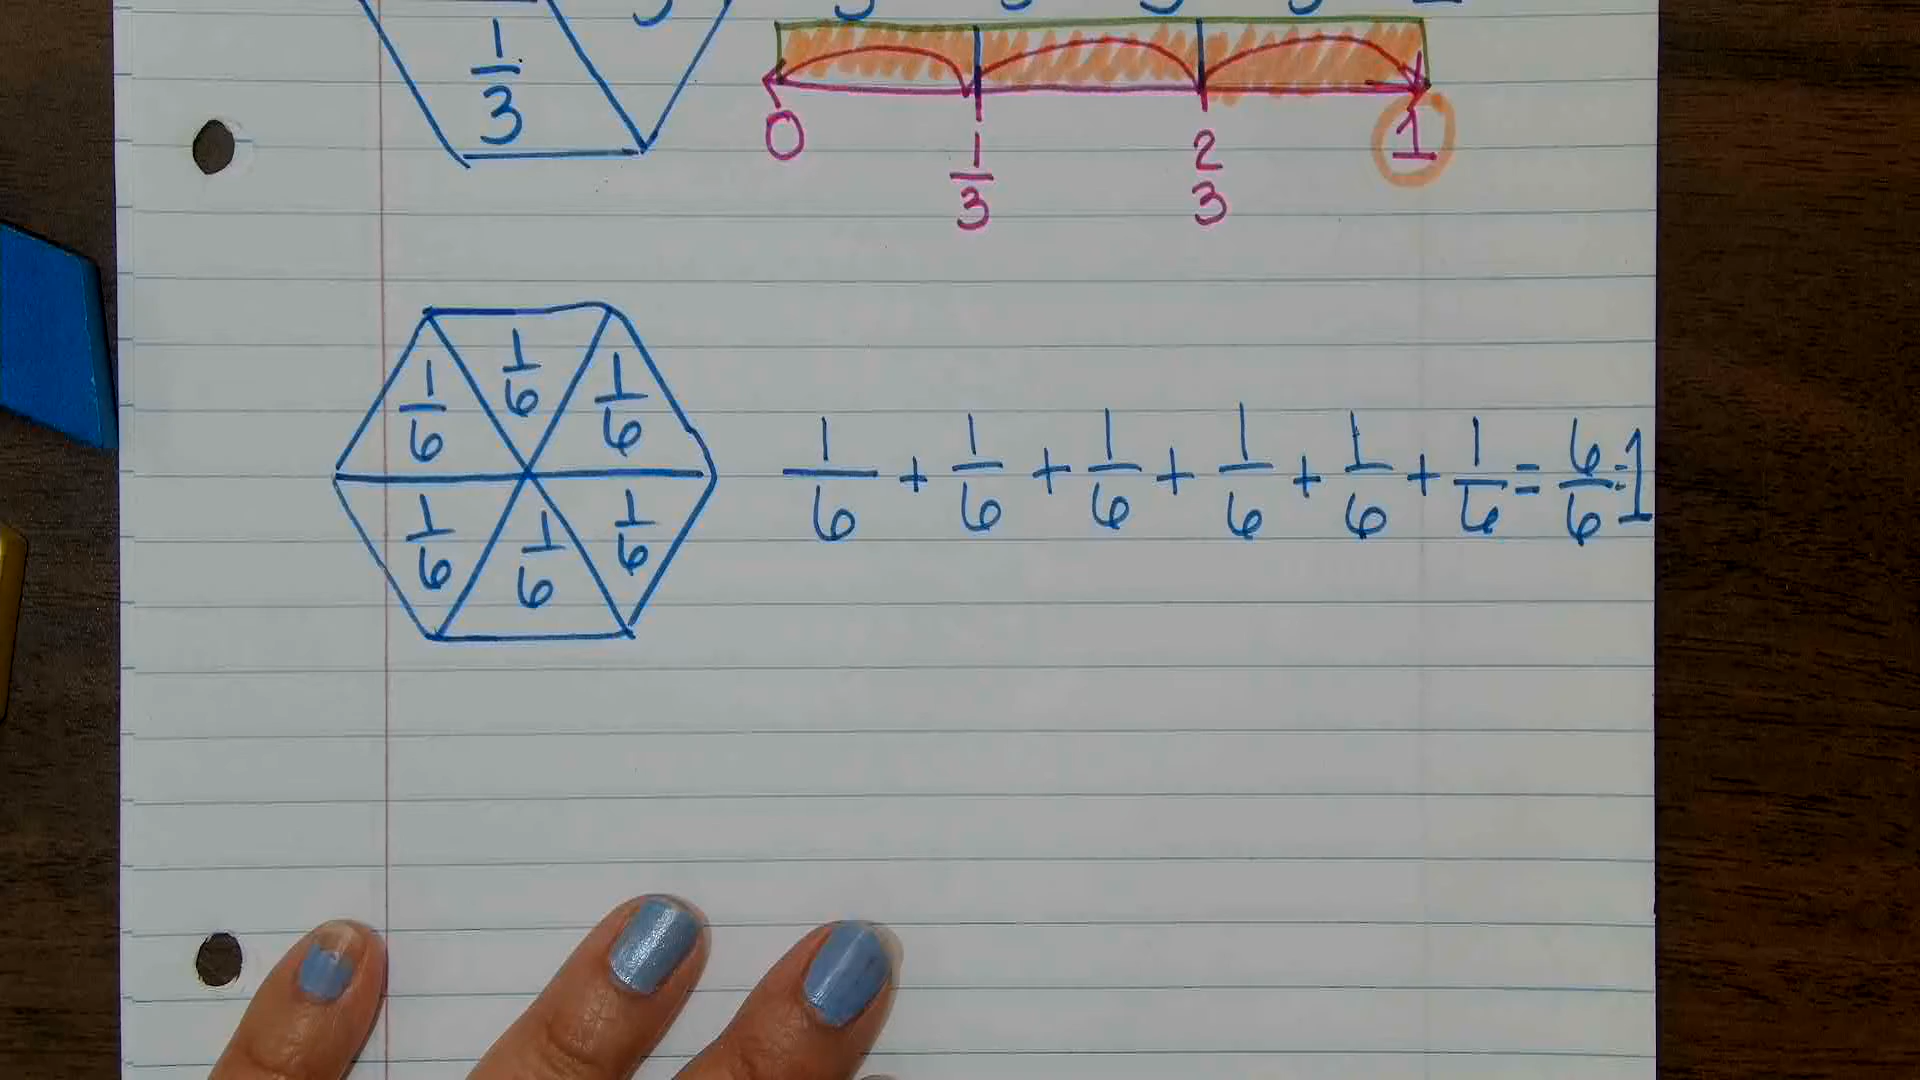 1/3
0 1/3 2/3 1
1/6 1/6 1/6
1/6 1/6 1/6
1/6 + 1/6 + 1/6 + 1/6 + 1/6 + 1/6 = 6/6 = 1